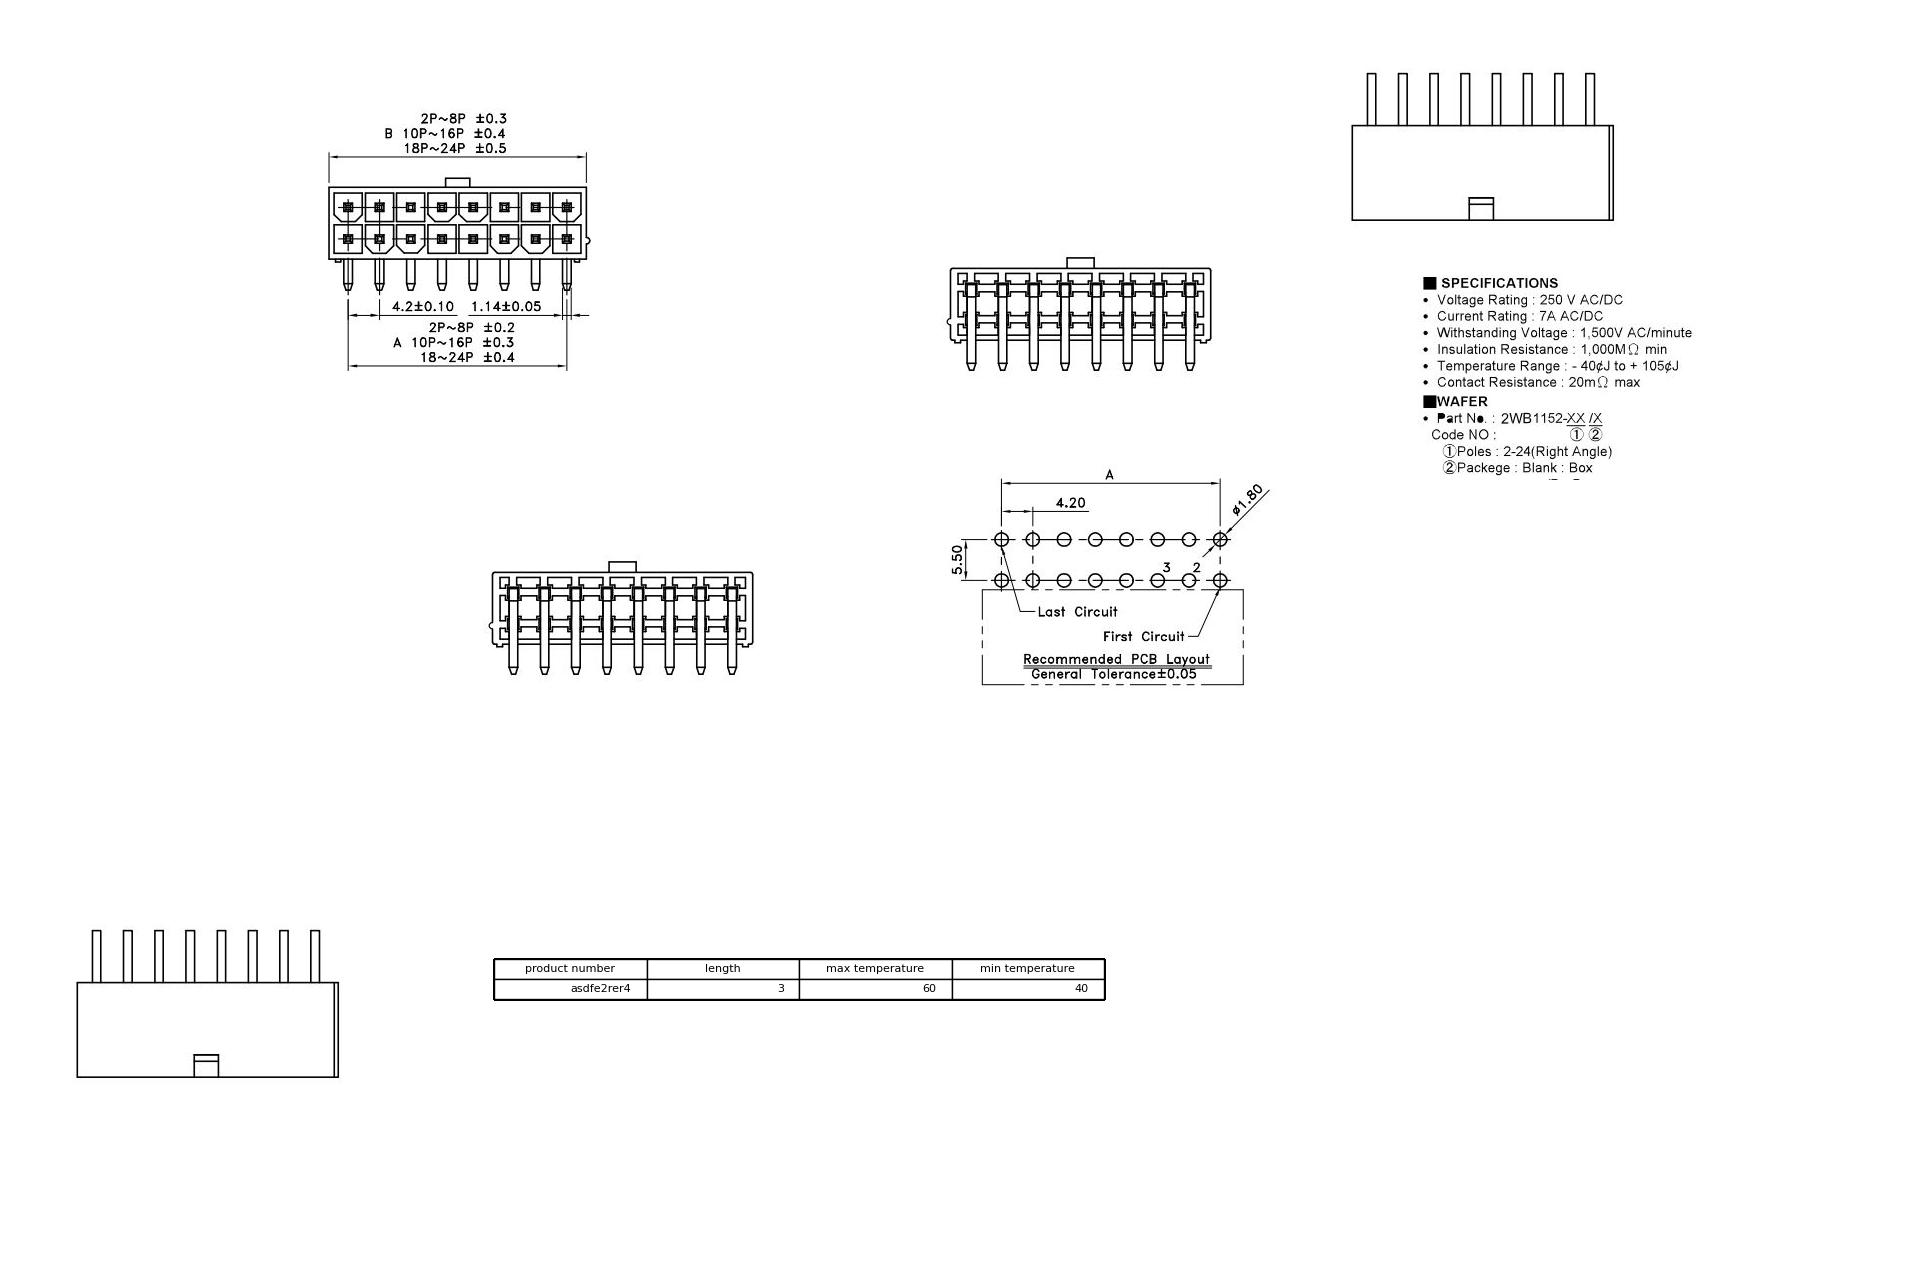 2P~8P ±0.3
B 10P~16P ±0.4
18P~24P ±0.5
4.2±0.10 1.14±0.05
2P~8P ±0.2
A 10P~16P ±0.3
18~24P ±0.4
■ SPECIFICATIONS
• Voltage Rating : 250 V AC/DC
• Current Rating : 7A AC/DC
• Withstanding Voltage : 1,500V AC/minute
• Insulation Resistance : 1,000MΩ min
• Temperature Range : - 40¢J to + 105¢J
• Contact Resistance : 20mΩ max
■WAFER
• Part No. : 2WB1152-XX /X
Code NO : ① ②
①Poles : 2-24(Right Angle)
②Packege : Blank : Box
A
4.20
ø1.80
5.50
3 2
Last Circuit
First Circuit
Recommended PCB Layout
General Tolerance±0.05
product number length max temperature min temperature
asdfe2rer4 3 60 40